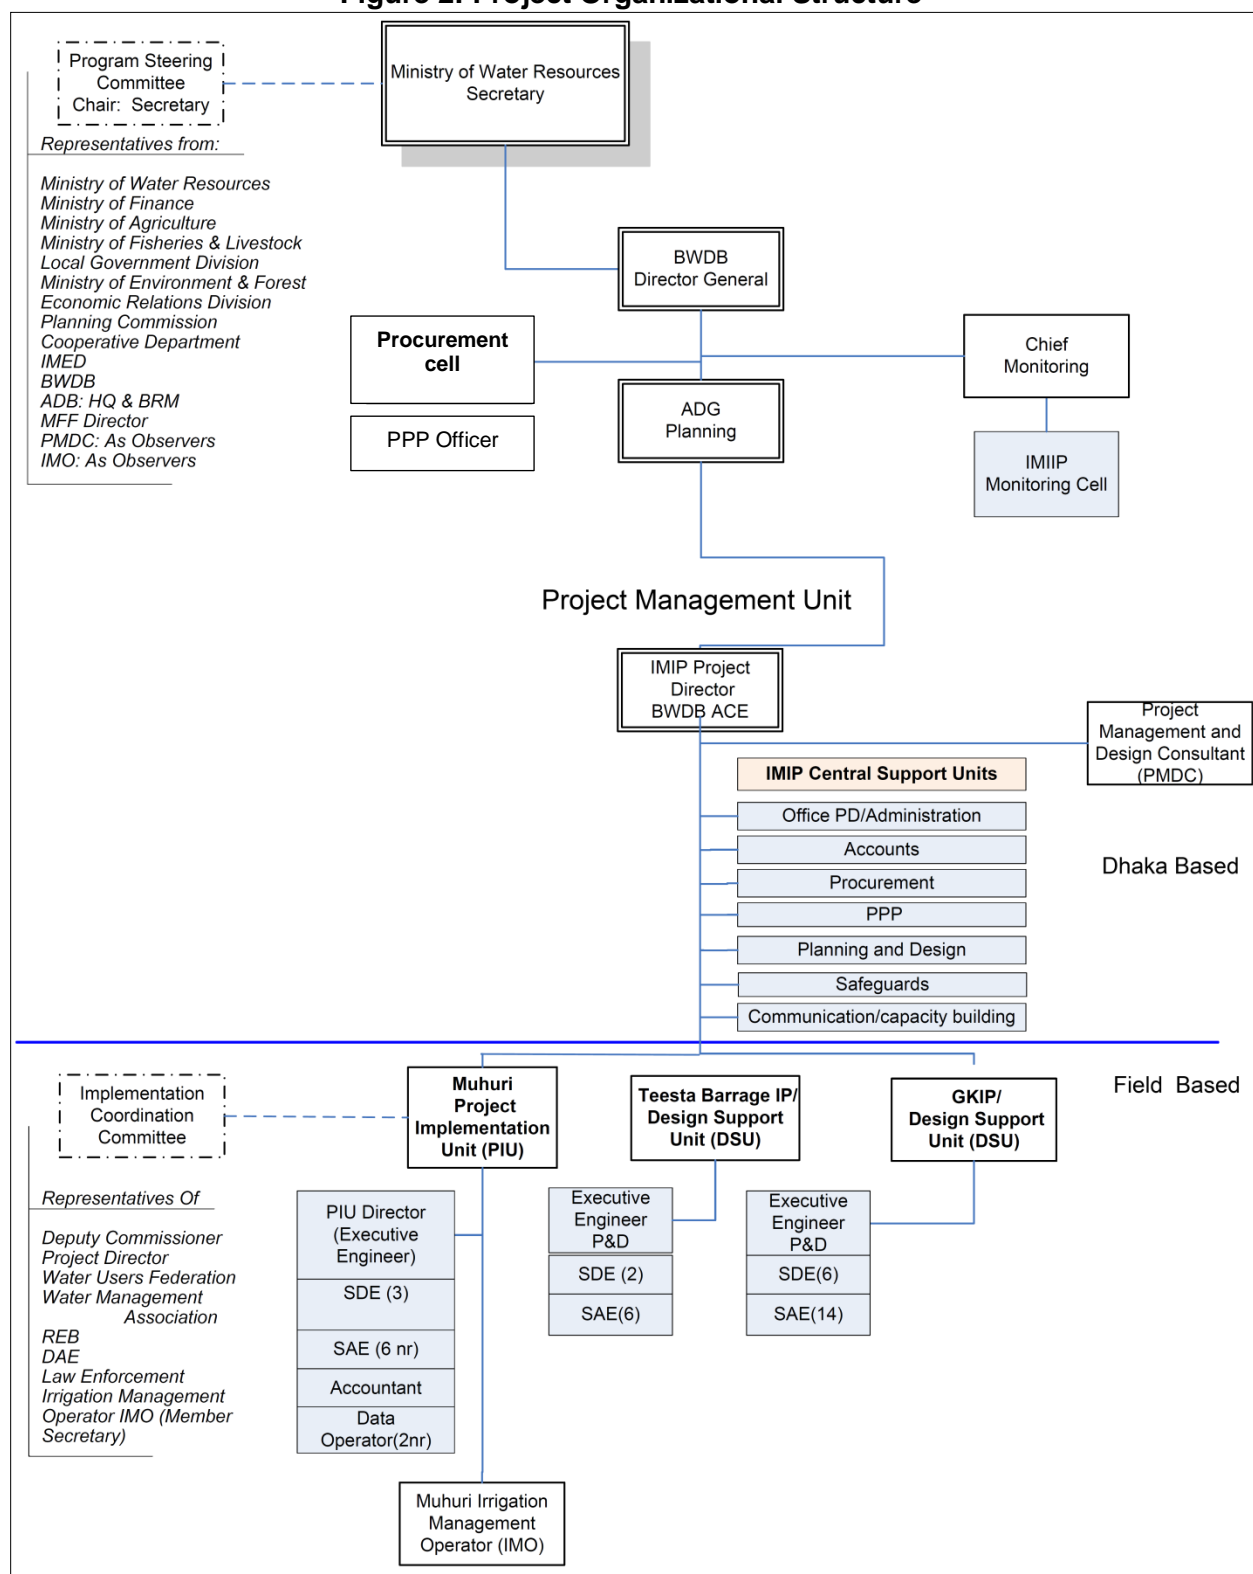 Figure 2: Project Organizational Structure
Program Steering
Committee
Chair: Secretary
Ministry of Water Resources
Secretary
Representatives from:
Ministry of Water Resources
Ministry of Finance
Ministry of Agriculture
Ministry of Fisheries & Livestock
Local Government Division
Ministry of Environment & Forest
Economic Relations Division
Planning Commission
Cooperative Department
IMED
BWDB
ADB: HQ & BRM
MFF Director
PMDC: As Observers
IMO: As Observers
BWDB
Director General
Procurement
cell
PPP Officer
ADG
Planning
Chief
Monitoring
IMIIP
Monitoring Cell
Project Management Unit
IMIP Project
Director
BWDB ACE
Project
Management and
Design Consultant
(PMDC)
IMIP Central Support Units
Office PD/Administration
Accounts
Procurement
PPP
Planning and Design
Safeguards
Communication/capacity building
Dhaka Based
Field Based
Implementation
Coordination
Committee
Muhuri
Project
Implementation
Unit (PIU)
Teesta Barrage IP/
Design Support
Unit (DSU)
GKIP/
Design Support
Unit (DSU)
Representatives Of
Deputy Commissioner
Project Director
Water Users Federation
Water Management
Association
REB
DAE
Law Enforcement
Irrigation Management
Operator IMO (Member
Secretary)
PIU Director
(Executive
Engineer)
SDE (3)
SAE (6 nr)
Accountant
Data
Operator(2nr)
Executive
Engineer
P&D
SDE (2)
SAE(6)
Executive
Engineer
P&D
SDE(6)
SAE(14)
Muhuri Irrigation
Management
Operator (IMO)